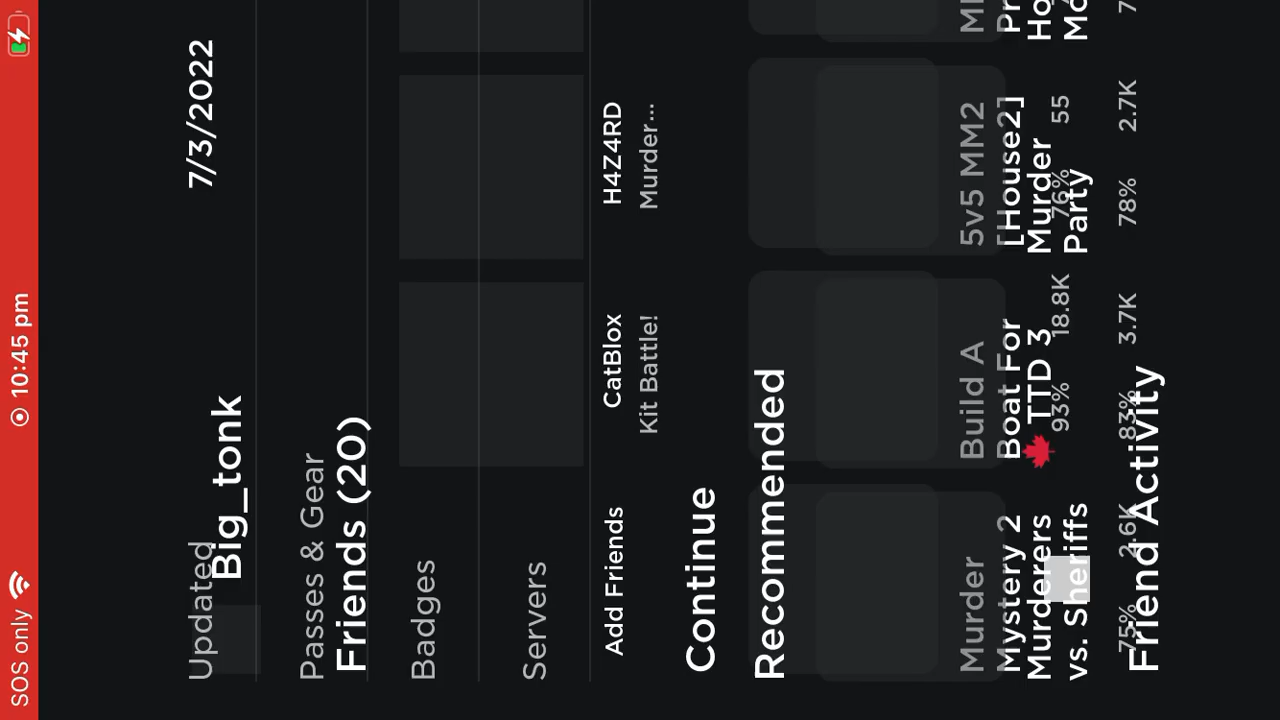 SOS only 10:45 pm
Updated 7/3/2022
Big_tonk
Passes & Gear
Friends (20)
Badges
Servers
Add Friends
CatBlox
Kit Battle!
H4Z4RD
Murder...
Continue
Recommended
Murder
Mystery 2
Murderers
vs. Sheriffs
75% 2.6K
Build A
Boat For
TTD 3
93% 18.8K
83% 3.7K
5v5 MM2
[House2]
Murder
Party
76% 55
78% 2.7K
Friend Activity